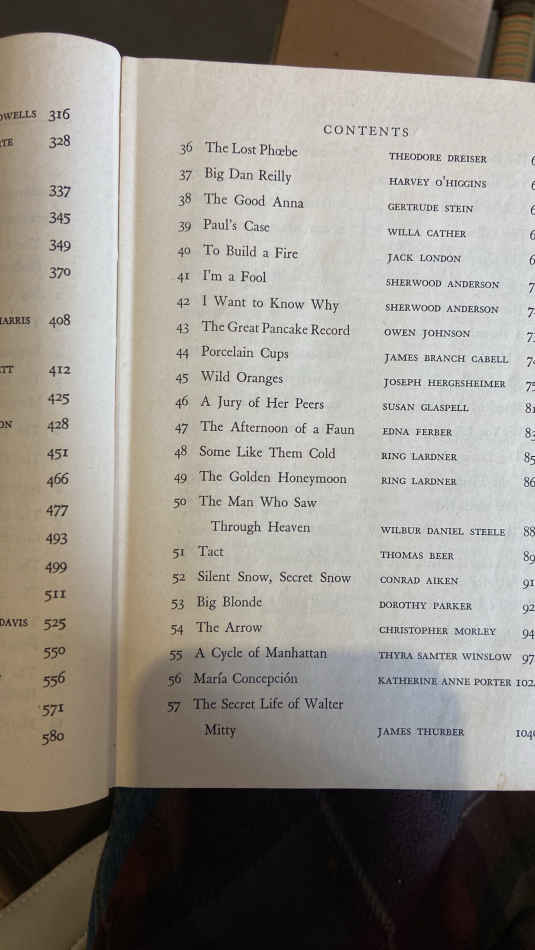 316
328
337
345
349
370
HARRIS 408
412
425
428
451
466
477
493
499
511
DAVIS 525
550
556
571
580
CONTENTS
36 The Lost Phœbe THEODORE DREISER
37 Big Dan Reilly HARVEY O'HIGGINS
38 The Good Anna GERTRUDE STEIN
39 Paul's Case WILLA CATHER
40 To Build a Fire JACK LONDON
41 I'm a Fool SHERWOOD ANDERSON
42 I Want to Know Why SHERWOOD ANDERSON
43 The Great Pancake Record OWEN JOHNSON
44 Porcelain Cups JAMES BRANCH CABELL
45 Wild Oranges JOSEPH HERGESHEIMER
46 A Jury of Her Peers SUSAN GLASPELL
47 The Afternoon of a Faun EDNA FERBER
48 Some Like Them Cold RING LARDNER
49 The Golden Honeymoon RING LARDNER
50 The Man Who Saw
Through Heaven WILBUR DANIEL STEELE
51 Tact THOMAS BEER
52 Silent Snow, Secret Snow CONRAD AIKEN
53 Big Blonde DOROTHY PARKER
54 The Arrow CHRISTOPHER MORLEY
55 A Cycle of Manhattan THYRA SAMTER WINSLOW
56 María Concepción KATHERINE ANNE PORTER
57 The Secret Life of Walter
Mitty JAMES THURBER